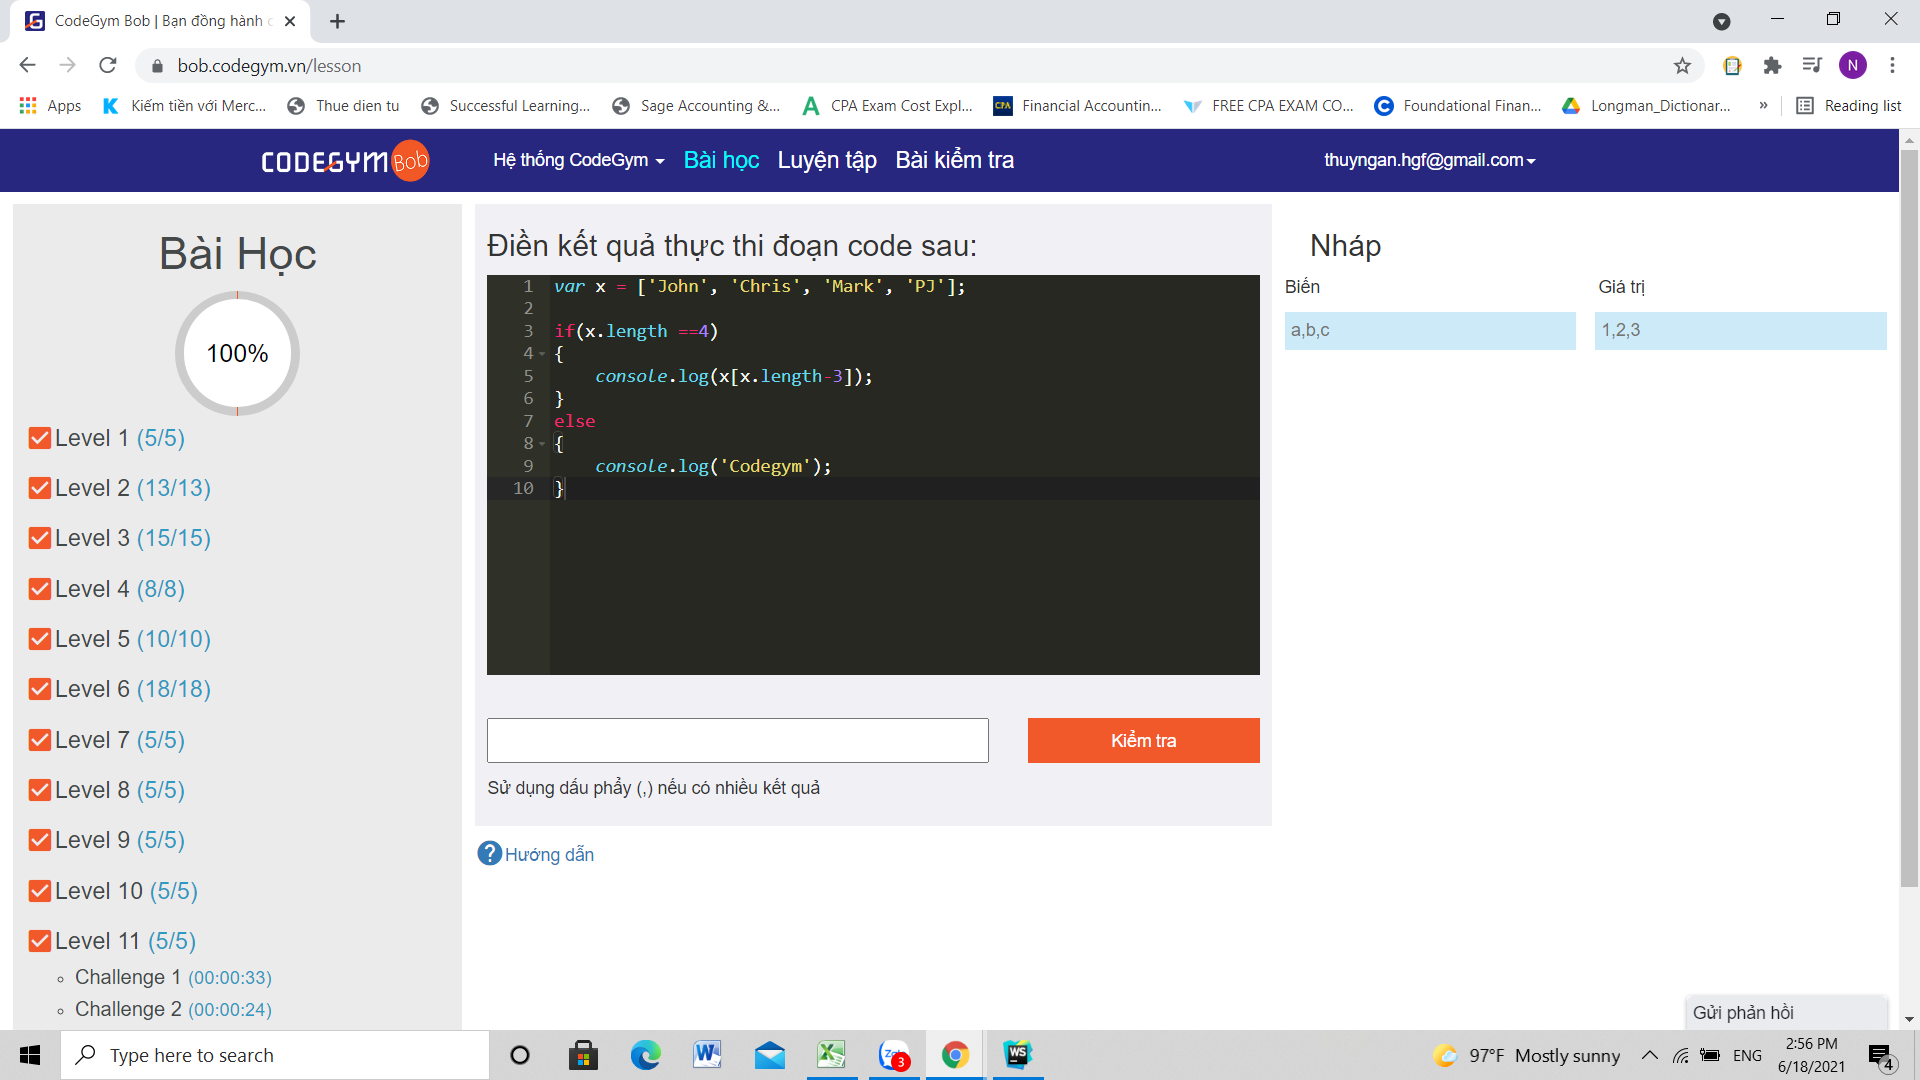 CodeGym Bob | Bạn đồng hành c
bob.codegym.vn/lesson
N
Apps
Kiếm tiền với Merc...
Thue dien tu
Successful Learning...
Sage Accounting &...
CPA Exam Cost Expl...
Financial Accountin...
FREE CPA EXAM CO...
Foundational Finan...
Longman_Dictionar...
»
Reading list
CODEGYM Bob
Hệ thống CodeGym
Bài học
Luyện tập
Bài kiểm tra
thuyngan.hgf@gmail.com
Bài Học
100%
Level 1 (5/5)
Level 2 (13/13)
Level 3 (15/15)
Level 4 (8/8)
Level 5 (10/10)
Level 6 (18/18)
Level 7 (5/5)
Level 8 (5/5)
Level 9 (5/5)
Level 10 (5/5)
Level 11 (5/5)
Challenge 1 (00:00:33)
Challenge 2 (00:00:24)
Điền kết quả thực thi đoạn code sau:
1 var x = ['John', 'Chris', 'Mark', 'PJ'];
2
3 if(x.length ==4)
4 {
5 console.log(x[x.length-3]);
6 }
7 else
8 {
9 console.log('Codegym');
10 }
Kiểm tra
Sử dụng dấu phẩy (,) nếu có nhiều kết quả
? Hướng dẫn
Nháp
Biến Giá trị
a,b,c 1,2,3
Gửi phản hồi
Type here to search
3
WS
97°F Mostly sunny
ENG
2:56 PM
6/18/2021
4